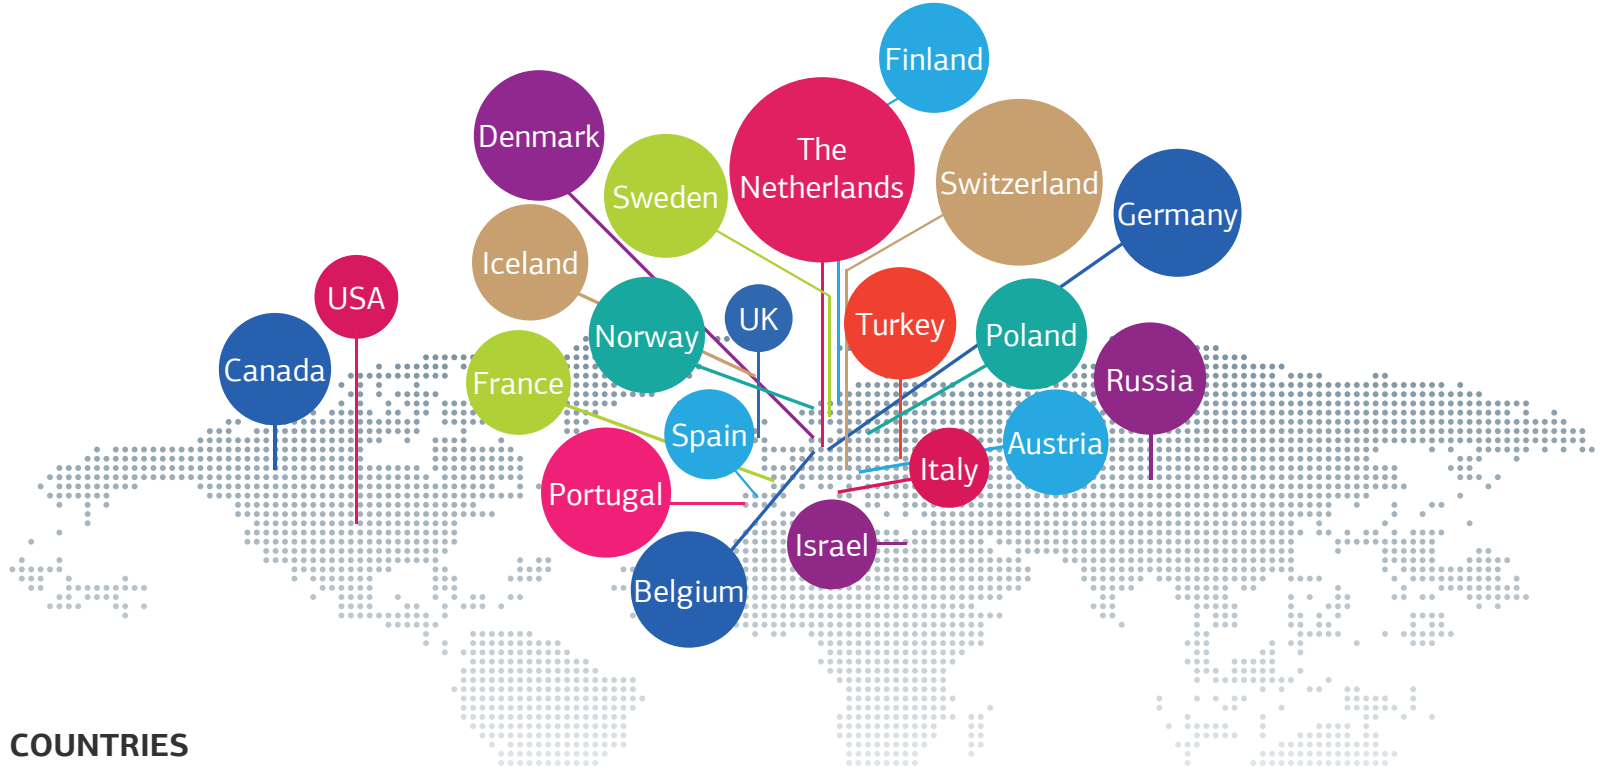 Finland
Denmark
The
Netherlands
Sweden
Switzerland
Germany
Iceland
USA
UK
Turkey
Norway
Poland
Canada
France
Russia
Spain
Austria
Italy
Portugal
Israel
Belgium
COUNTRIES